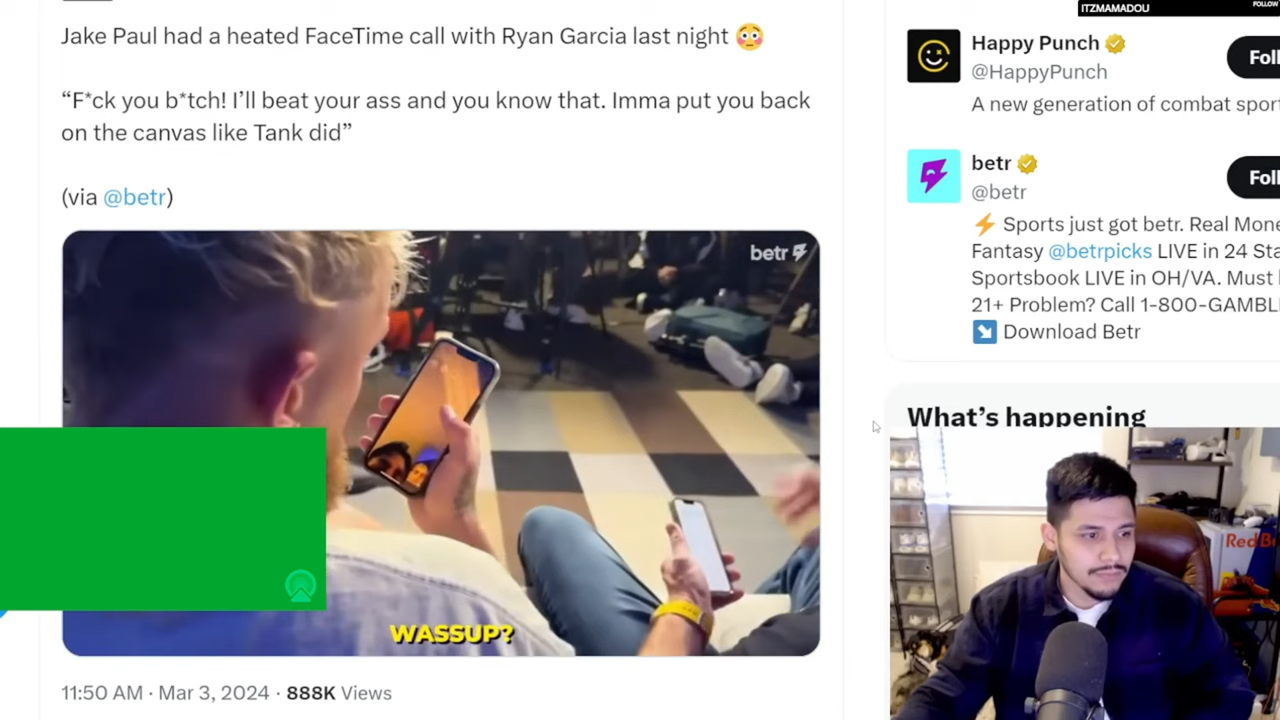 ITZMAMADOU
FOLLOW
Jake Paul had a heated FaceTime call with Ryan Garcia last night 😳
“F*ck you b*tch! I’ll beat your ass and you know that. Imma put you back
on the canvas like Tank did”
(via @betr)
betr
WASSUP?
11:50 AM · Mar 3, 2024 · 888K Views
Happy Punch
@HappyPunch
Foll
A new generation of combat sport
betr
@betr
Foll
⚡ Sports just got betr. Real Mone
Fantasy @betrpicks LIVE in 24 Sta
Sportsbook LIVE in OH/VA. Must
21+ Problem? Call 1-800-GAMBL
↘️ Download Betr
What’s happening
Red B